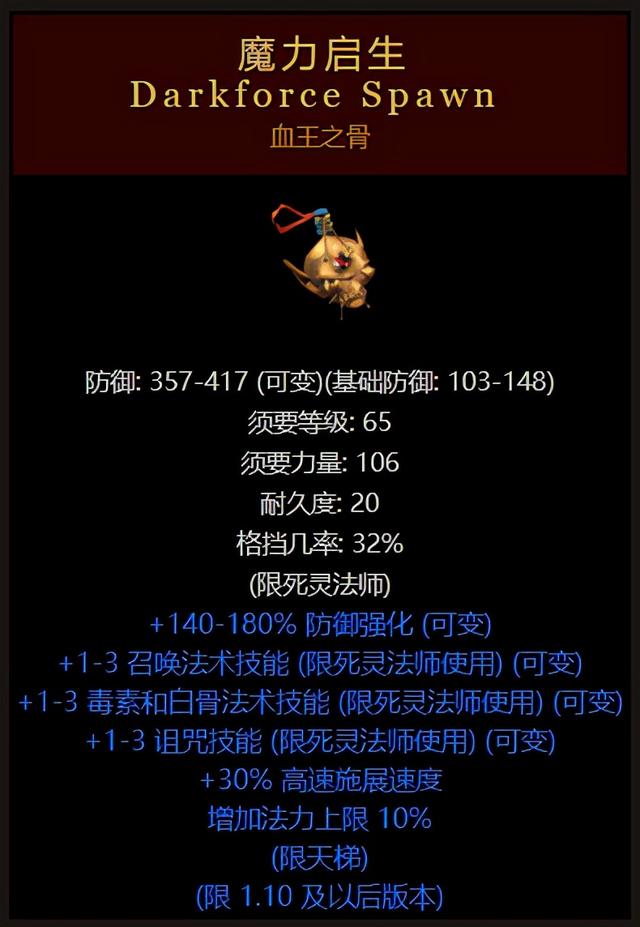 魔力启生
Darkforce Spawn
血王之骨
防御: 357-417 (可变)(基础防御: 103-148)
须要等级: 65
须要力量: 106
耐久度: 20
格挡几率: 32%
(限死灵法师)
+140-180% 防御强化 (可变)
+1-3 召唤法术技能 (限死灵法师使用) (可变)
+1-3 毒素和白骨法术技能 (限死灵法师使用) (可变)
+1-3 诅咒技能 (限死灵法师使用) (可变)
+30% 高速施展速度
增加法力上限 10%
(限天梯)
(限 1.10 及以后版本)